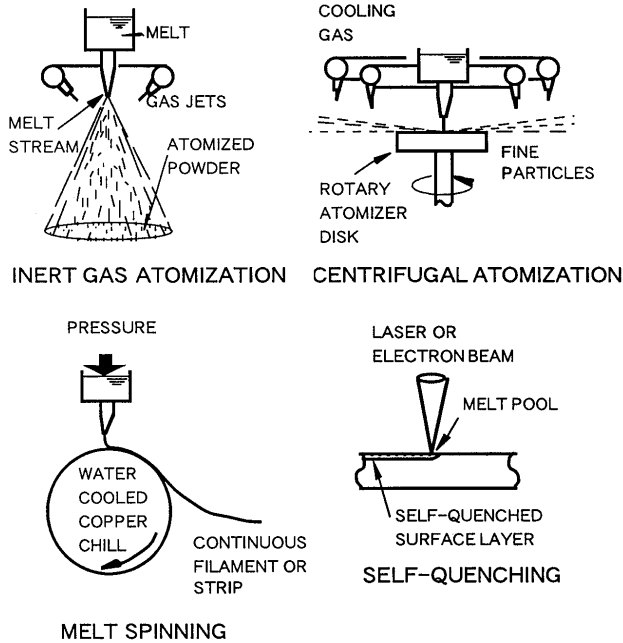 MELT
GAS JETS
MELT
STREAM
ATOMIZED
POWDER
INERT GAS ATOMIZATION
COOLING
GAS
FINE
PARTICLES
ROTARY
ATOMIZER
DISK
CENTRIFUGAL ATOMIZATION
PRESSURE
WATER
COOLED
COPPER
CHILL
CONTINUOUS
FILAMENT OR
STRIP
MELT SPINNING
LASER OR
ELECTRON BEAM
MELT POOL
SELF-QUENCHED
SURFACE LAYER
SELF-QUENCHING